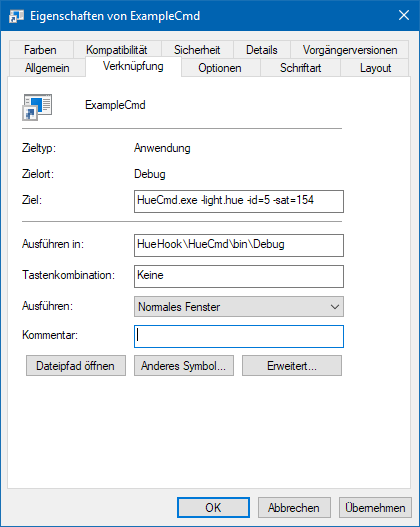 Eigenschaften von ExampleCmd
Farben Kompatibilität Sicherheit Details Vorgängerversionen
Allgemein Verknüpfung Optionen Schriftart Layout
ExampleCmd
Zieltyp: Anwendung
Zielort: Debug
Ziel: HueCmd.exe -light.hue -id=5 -sat=154
Ausführen in: HueHook\HueCmd\bin\Debug
Tastenkombination: Keine
Ausführen: Normales Fenster
Kommentar:
Dateipfad öffnen Anderes Symbol... Erweitert...
OK Abbrechen Übernehmen